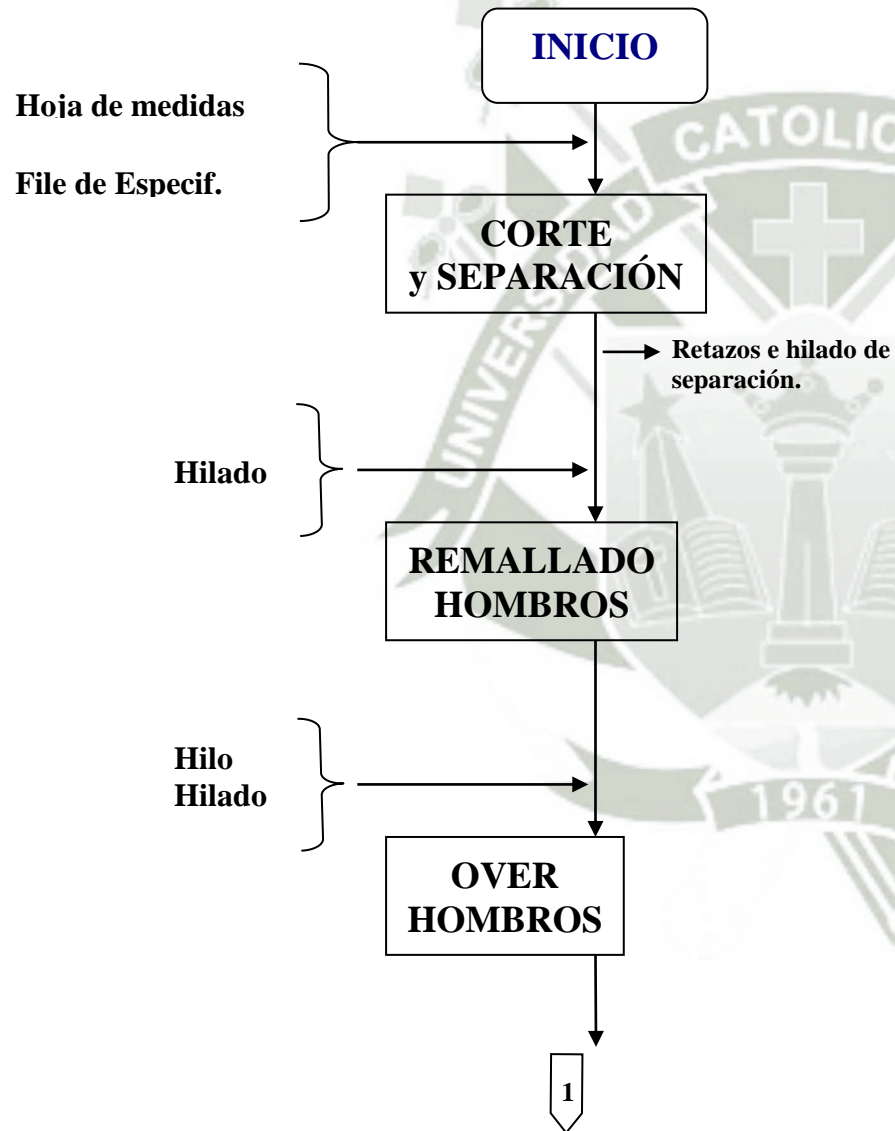 INICIO
Hoja de medidas
File de Especif.
CORTE
y SEPARACIÓN
Retazos e hilado de
separación.
Hilado
REMALLADO
HOMBROS
Hilo
Hilado
OVER
HOMBROS
1
UNIVERSIDAD CATOLIC
1961